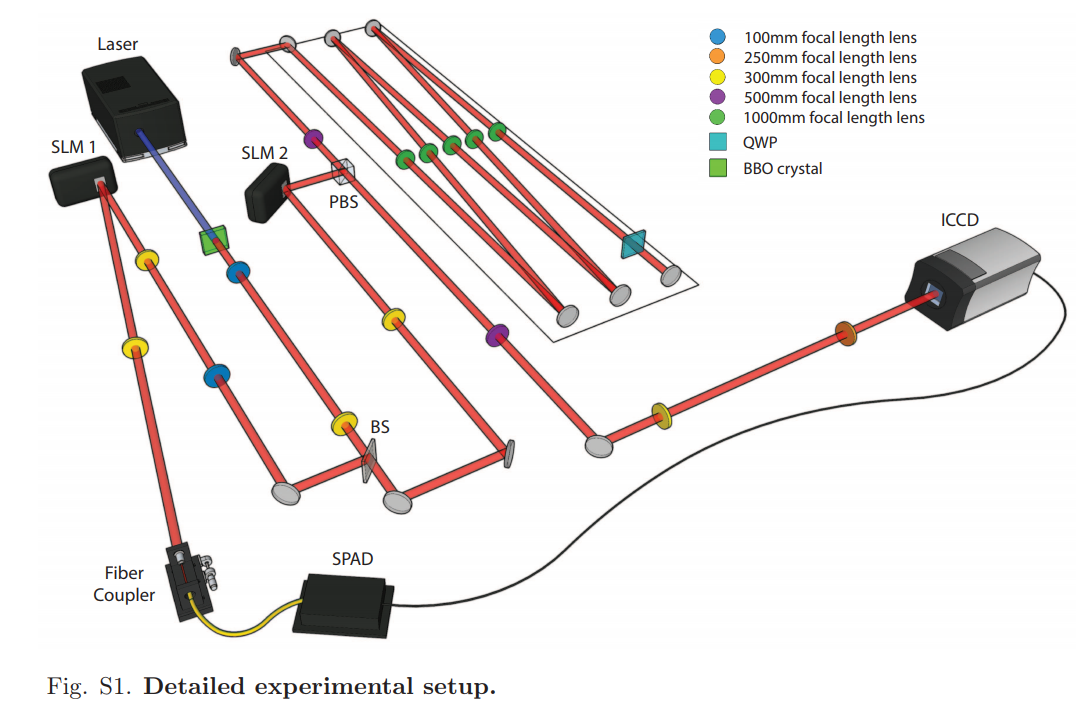 Laser
SLM 1
SLM 2
PBS
100mm focal length lens
250mm focal length lens
300mm focal length lens
500mm focal length lens
1000mm focal length lens
QWP
BBO crystal
ICCD
BS
SPAD
Fiber
Coupler
Fig. S1. Detailed experimental setup.